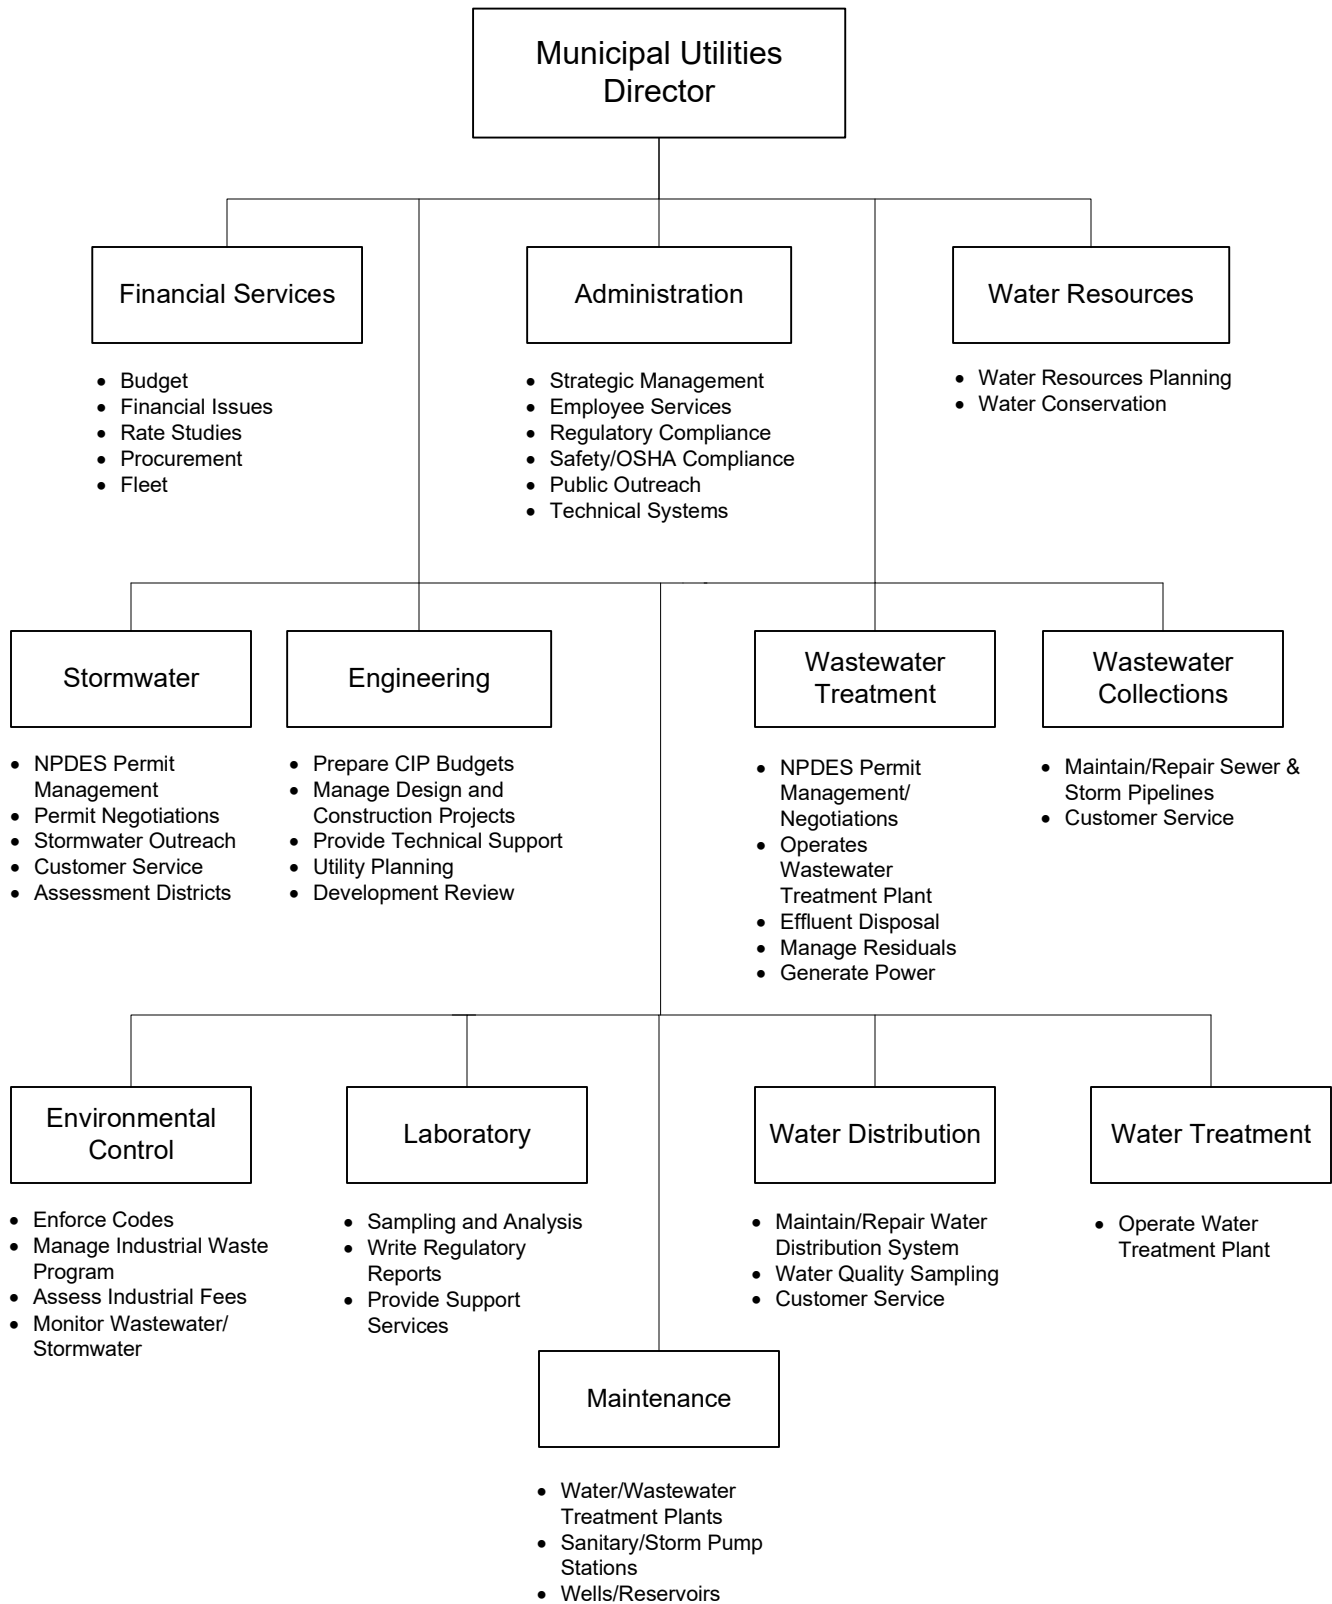 Municipal Utilities
Director
Financial Services
• Budget
• Financial Issues
• Rate Studies
• Procurement
• Fleet
Administration
• Strategic Management
• Employee Services
• Regulatory Compliance
• Safety/OSHA Compliance
• Public Outreach
• Technical Systems
Water Resources
• Water Resources Planning
• Water Conservation
Stormwater
• NPDES Permit
Management
• Permit Negotiations
• Stormwater Outreach
• Customer Service
• Assessment Districts
Engineering
• Prepare CIP Budgets
• Manage Design and
Construction Projects
• Provide Technical Support
• Utility Planning
• Development Review
Wastewater
Treatment
• NPDES Permit
Management/
Negotiations
• Operates
Wastewater
Treatment Plant
• Effluent Disposal
• Manage Residuals
• Generate Power
Wastewater
Collections
• Maintain/Repair Sewer &
Storm Pipelines
• Customer Service
Environmental
Control
• Enforce Codes
• Manage Industrial Waste
Program
• Assess Industrial Fees
• Monitor Wastewater/
Stormwater
Laboratory
• Sampling and Analysis
• Write Regulatory
Reports
• Provide Support
Services
Water Distribution
• Maintain/Repair Water
Distribution System
• Water Quality Sampling
• Customer Service
Water Treatment
• Operate Water
Treatment Plant
Maintenance
• Water/Wastewater
Treatment Plants
• Sanitary/Storm Pump
Stations
• Wells/Reservoirs